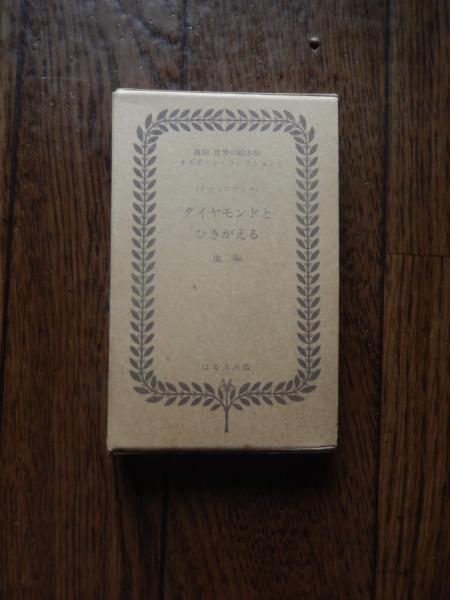 複刻 世界の絵本館
オズボーン・コレクション
ダイヤモンドと
ひきがえる
他二編
ほるぷ出版